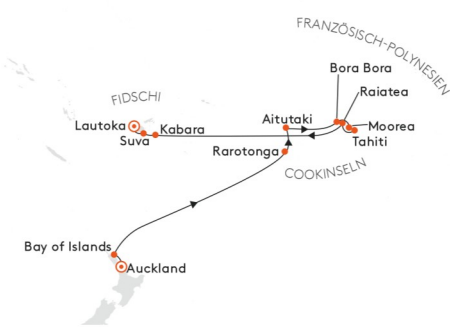 FRANZÖSISCH-POLYNESIEN
Bora Bora
Raiatea
FIDSCHI
Aitutaki
Lautoka
Kabara
Moorea
Suva
Tahiti
Rarotonga
COOKINSELN
Bay of Islands
Auckland